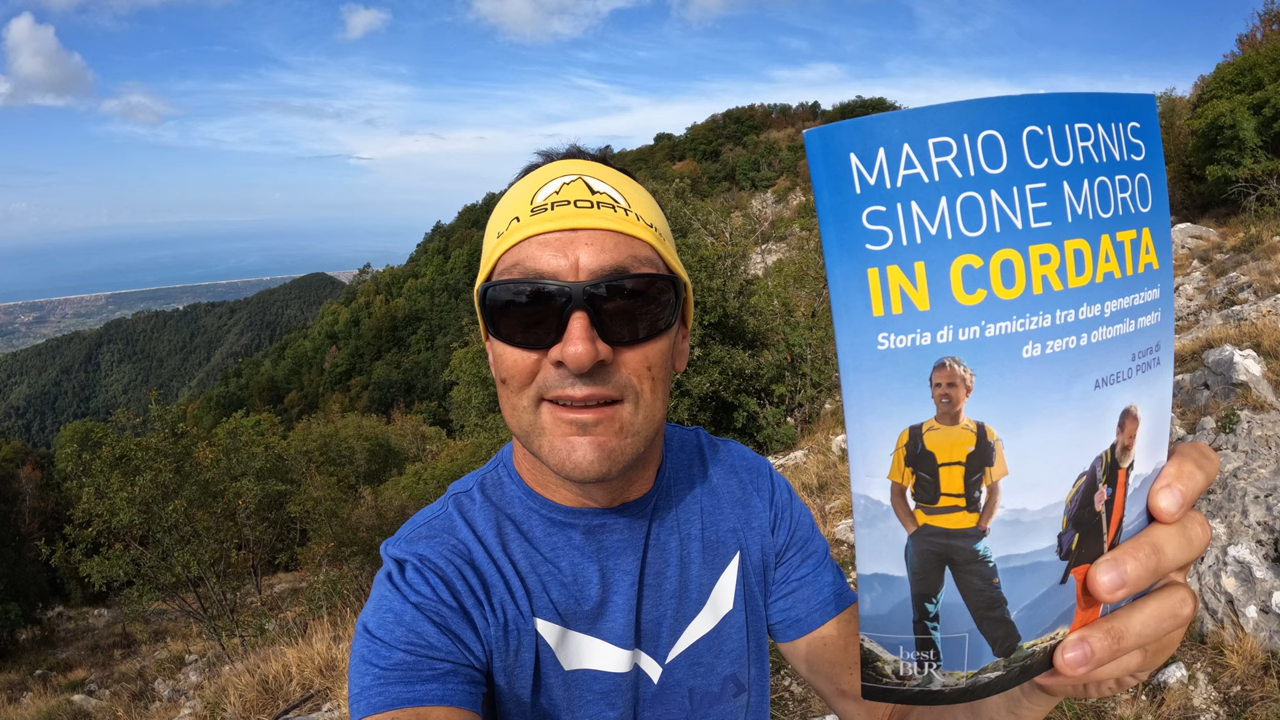 LA SPORTIVA
MARIO CURNIS
SIMONE MORO
IN CORDATA
Storia di un'amicizia tra due generazioni
da zero a ottomila metri
a cura di
ANGELO PONTA
best
BUR